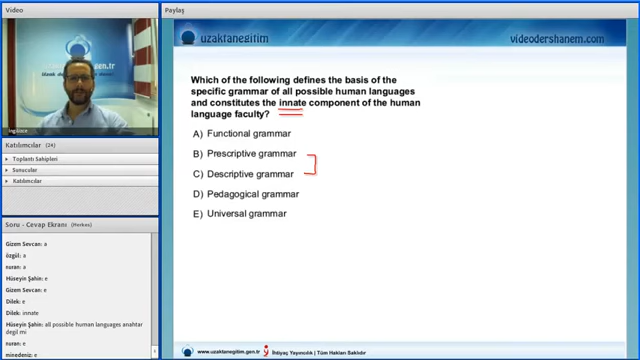 Video
Paylaş
uzaktanegitim
videodershanem.com
.gen.tr
İngilizce
Which of the following defines the basis of the
specific grammar of all possible human languages
and constitutes the innate component of the human
language faculty?
A) Functional grammar
B) Prescriptive grammar
C) Descriptive grammar
D) Pedagogical grammar
E) Universal grammar
Katılımcılar (24)
Toplantı Sahipleri
Sunucular
Katılımcılar
Soru - Cevap Ekranı (Herkes)
Gizem Sevcan: a
özgül: a
nuran: a
Hüseyin Şahin: e
Gizem Sevcan: e
Dilek: e
Dilek: innate
Hüseyin Şahin: all possible human languages anahtar
degil mi
nuran: e
minedeniz: e
www.uzaktanegitim.gen.tr
İhtiyaç Yayıncılık | Tüm Hakları Saklıdır